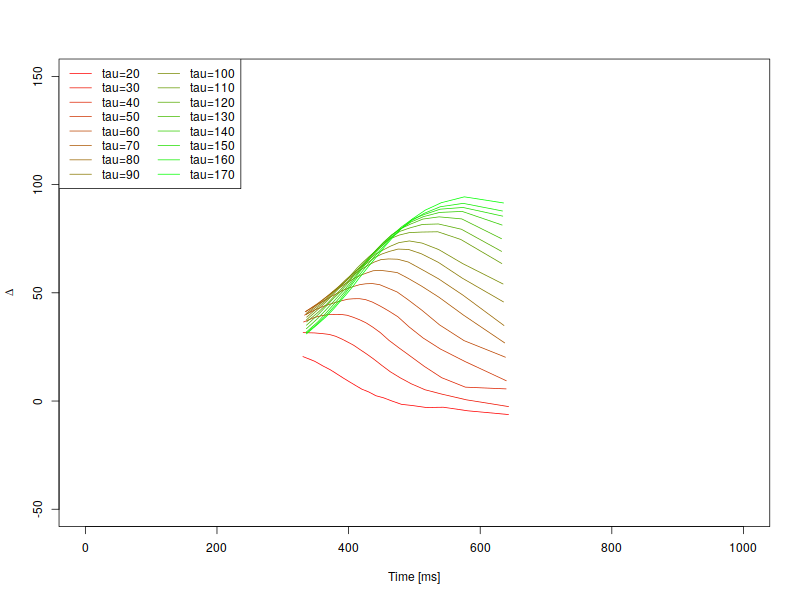 tau=20 tau=100
tau=30 tau=110
tau=40 tau=120
tau=50 tau=130
tau=60 tau=140
tau=70 tau=150
tau=80 tau=160
tau=90 tau=170
150
100
50
0
-50
Δ
0 200 400 600 800 1000
Time [ms]